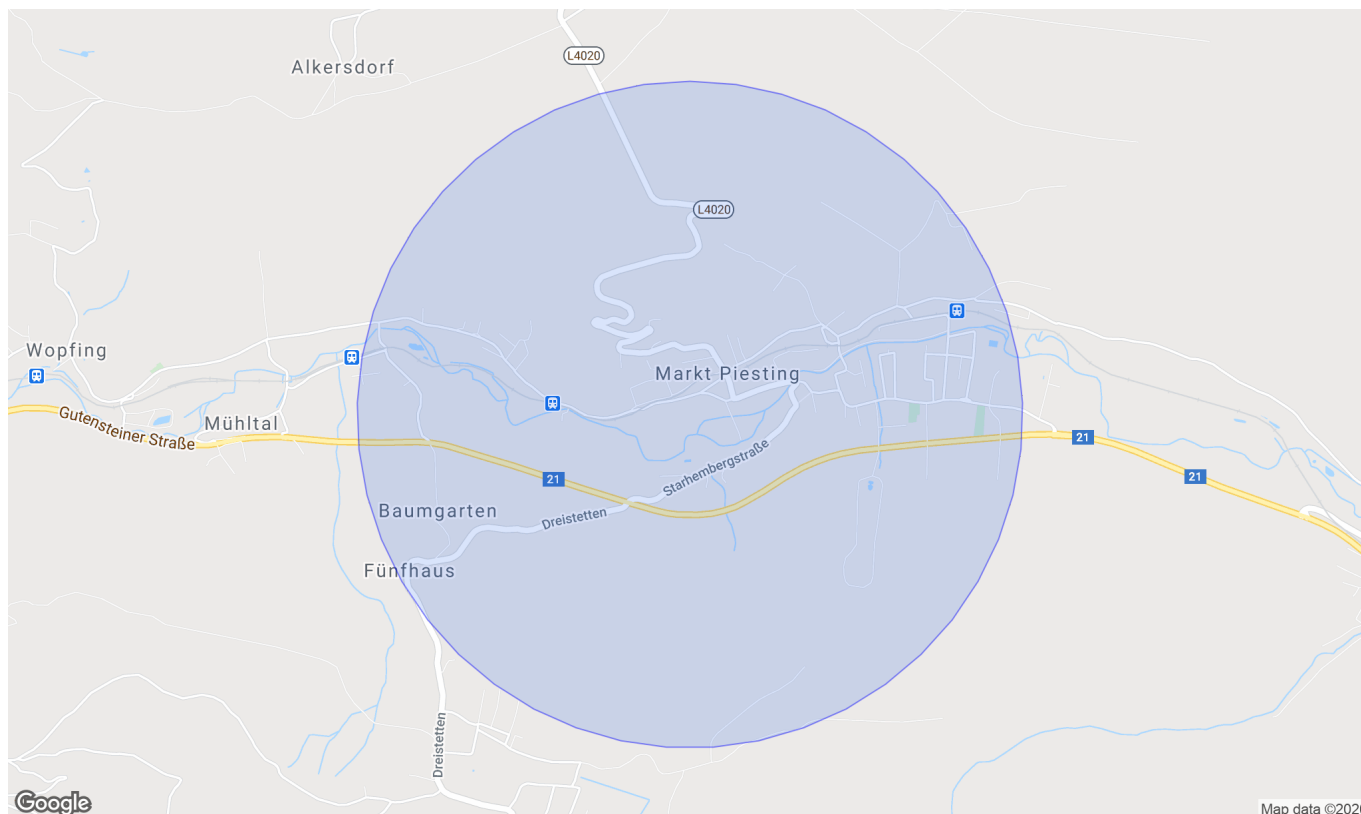 L4020
Alkersdorf
L4020
Wopfing
Markt Piesting
Gutensteiner Straße
Mühltal
21
21
21
Starhembergstraße
Baumgarten
Dreistetten
Fünfhaus
Dreistetten
Google
Map data ©2020